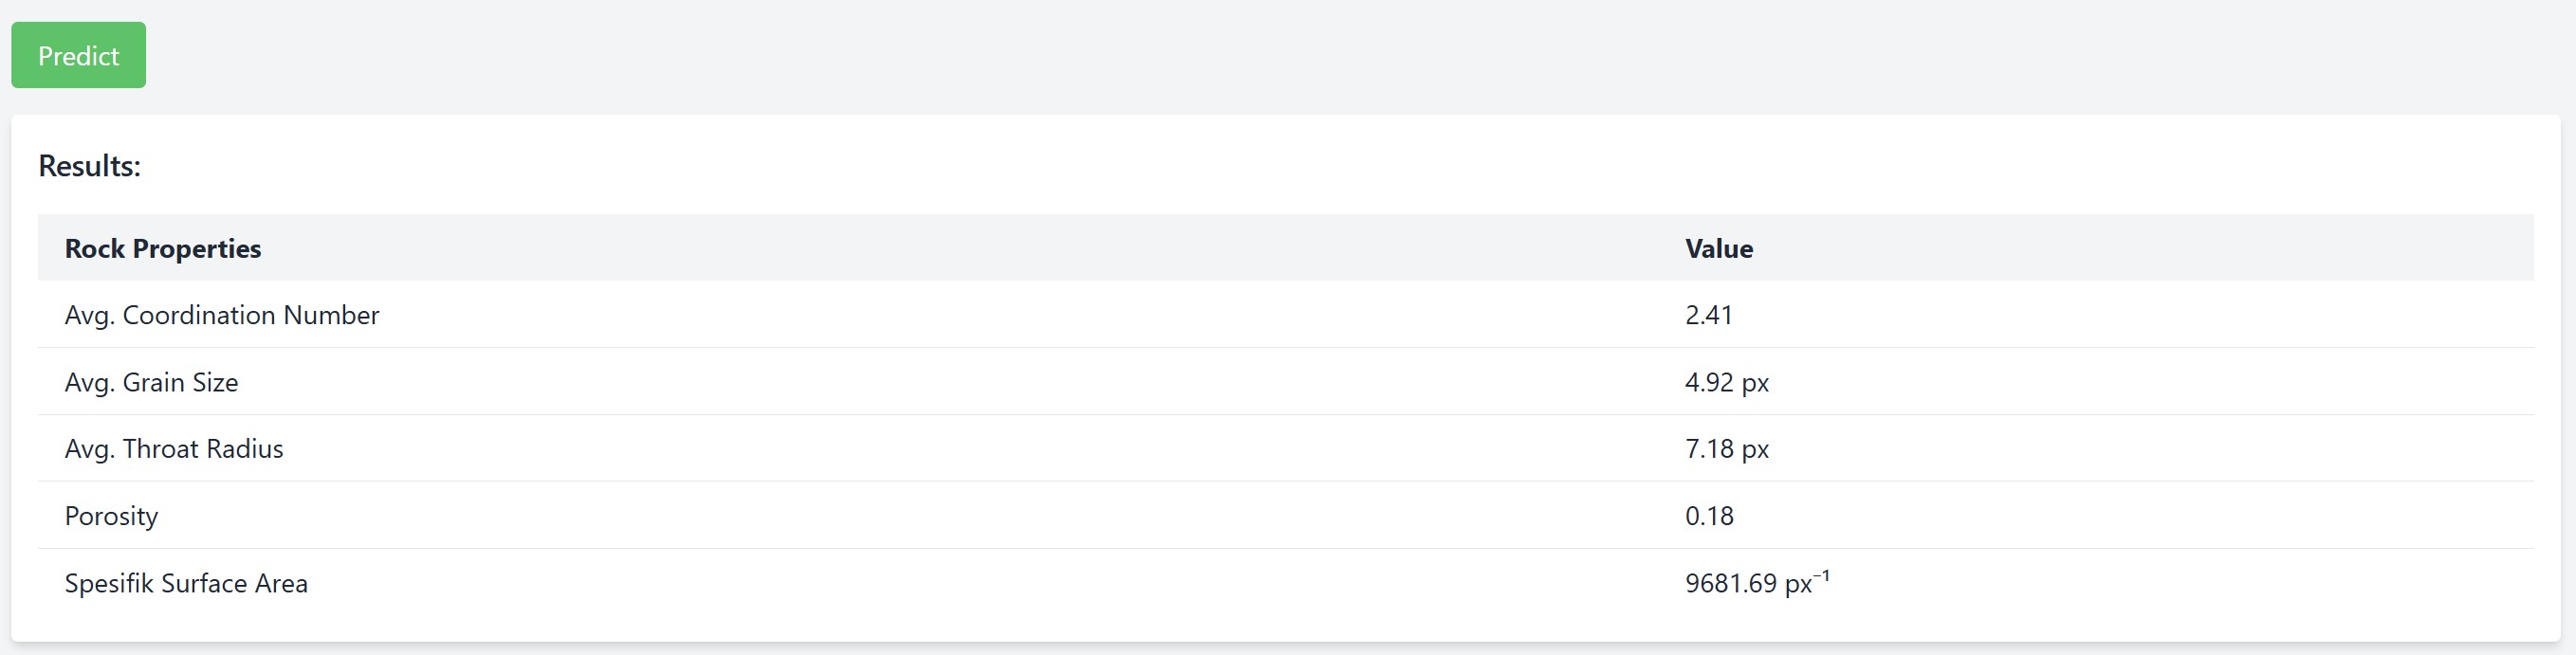 Predict
Results:
Rock Properties Value
Avg. Coordination Number 2.41
Avg. Grain Size 4.92 px
Avg. Throat Radius 7.18 px
Porosity 0.18
Spesifik Surface Area 9681.69 px⁻¹